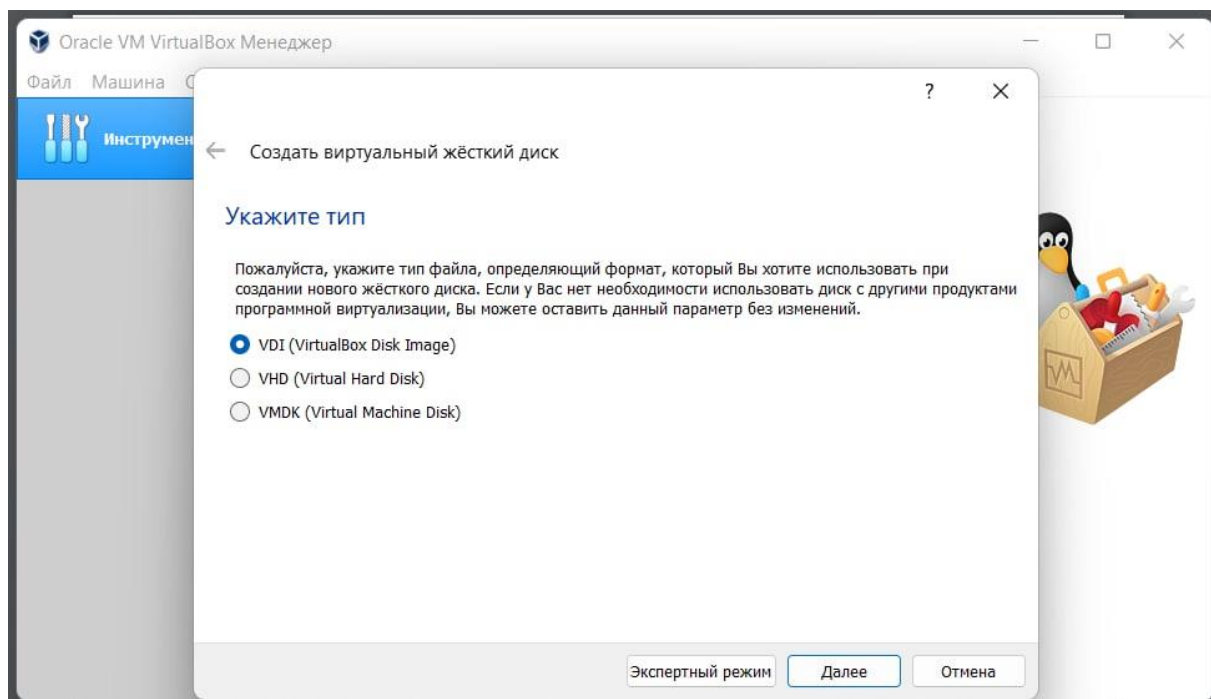 Oracle VM VirtualBox Менеджер
Файл Машина С
?
Инструмен
Создать виртуальный жёсткий диск
Укажите тип
Пожалуйста, укажите тип файла, определяющий формат, который Вы хотите использовать при
создании нового жёсткого диска. Если у Вас нет необходимости использовать диск с другими продуктами
программной виртуализации, Вы можете оставить данный параметр без изменений.
VDI (VirtualBox Disk Image)
VHD (Virtual Hard Disk)
VMDK (Virtual Machine Disk)
Экспертный режим Далее Отмена